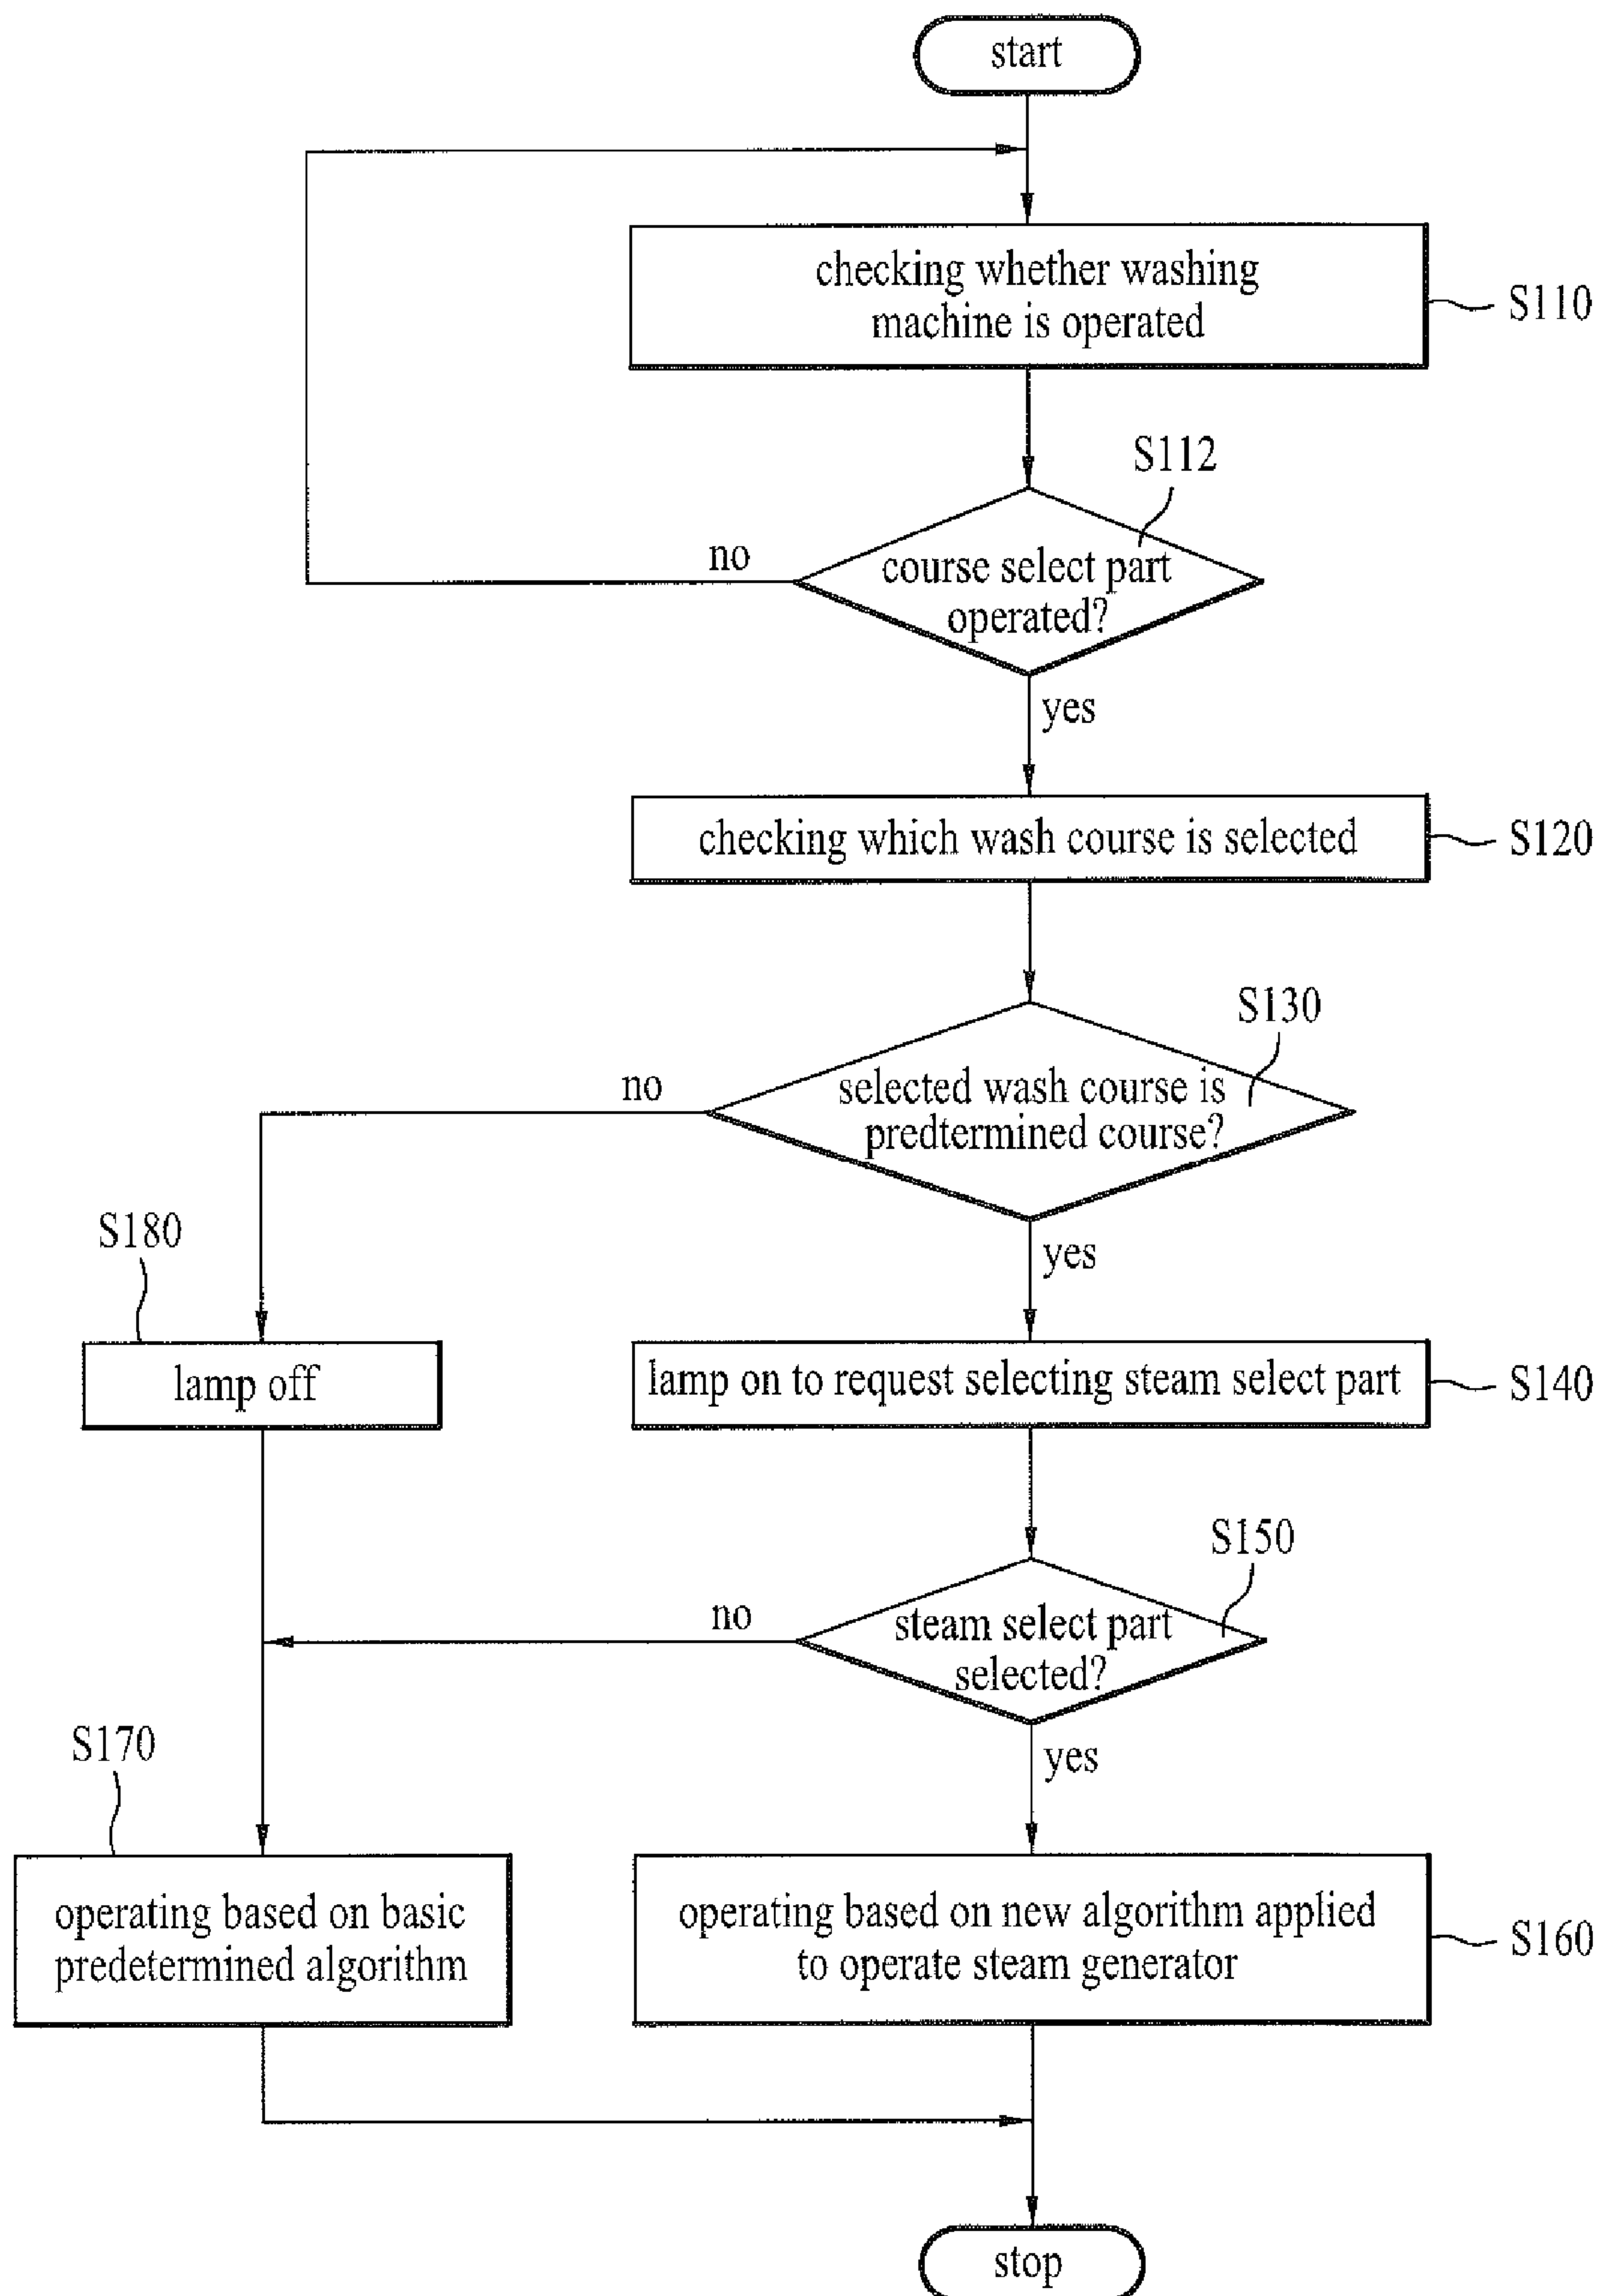 start
checking whether washing
machine is operated
S110
S112
course select part
operated?
no
yes
checking which wash course is selected
S120
S130
selected wash course is
predtermined course?
no
yes
S180
lamp off
lamp on to request selecting steam select part
S140
S150
steam select part
selected?
no
yes
S170
operating based on basic
predetermined algorithm
operating based on new algorithm applied
to operate steam generator
S160
stop